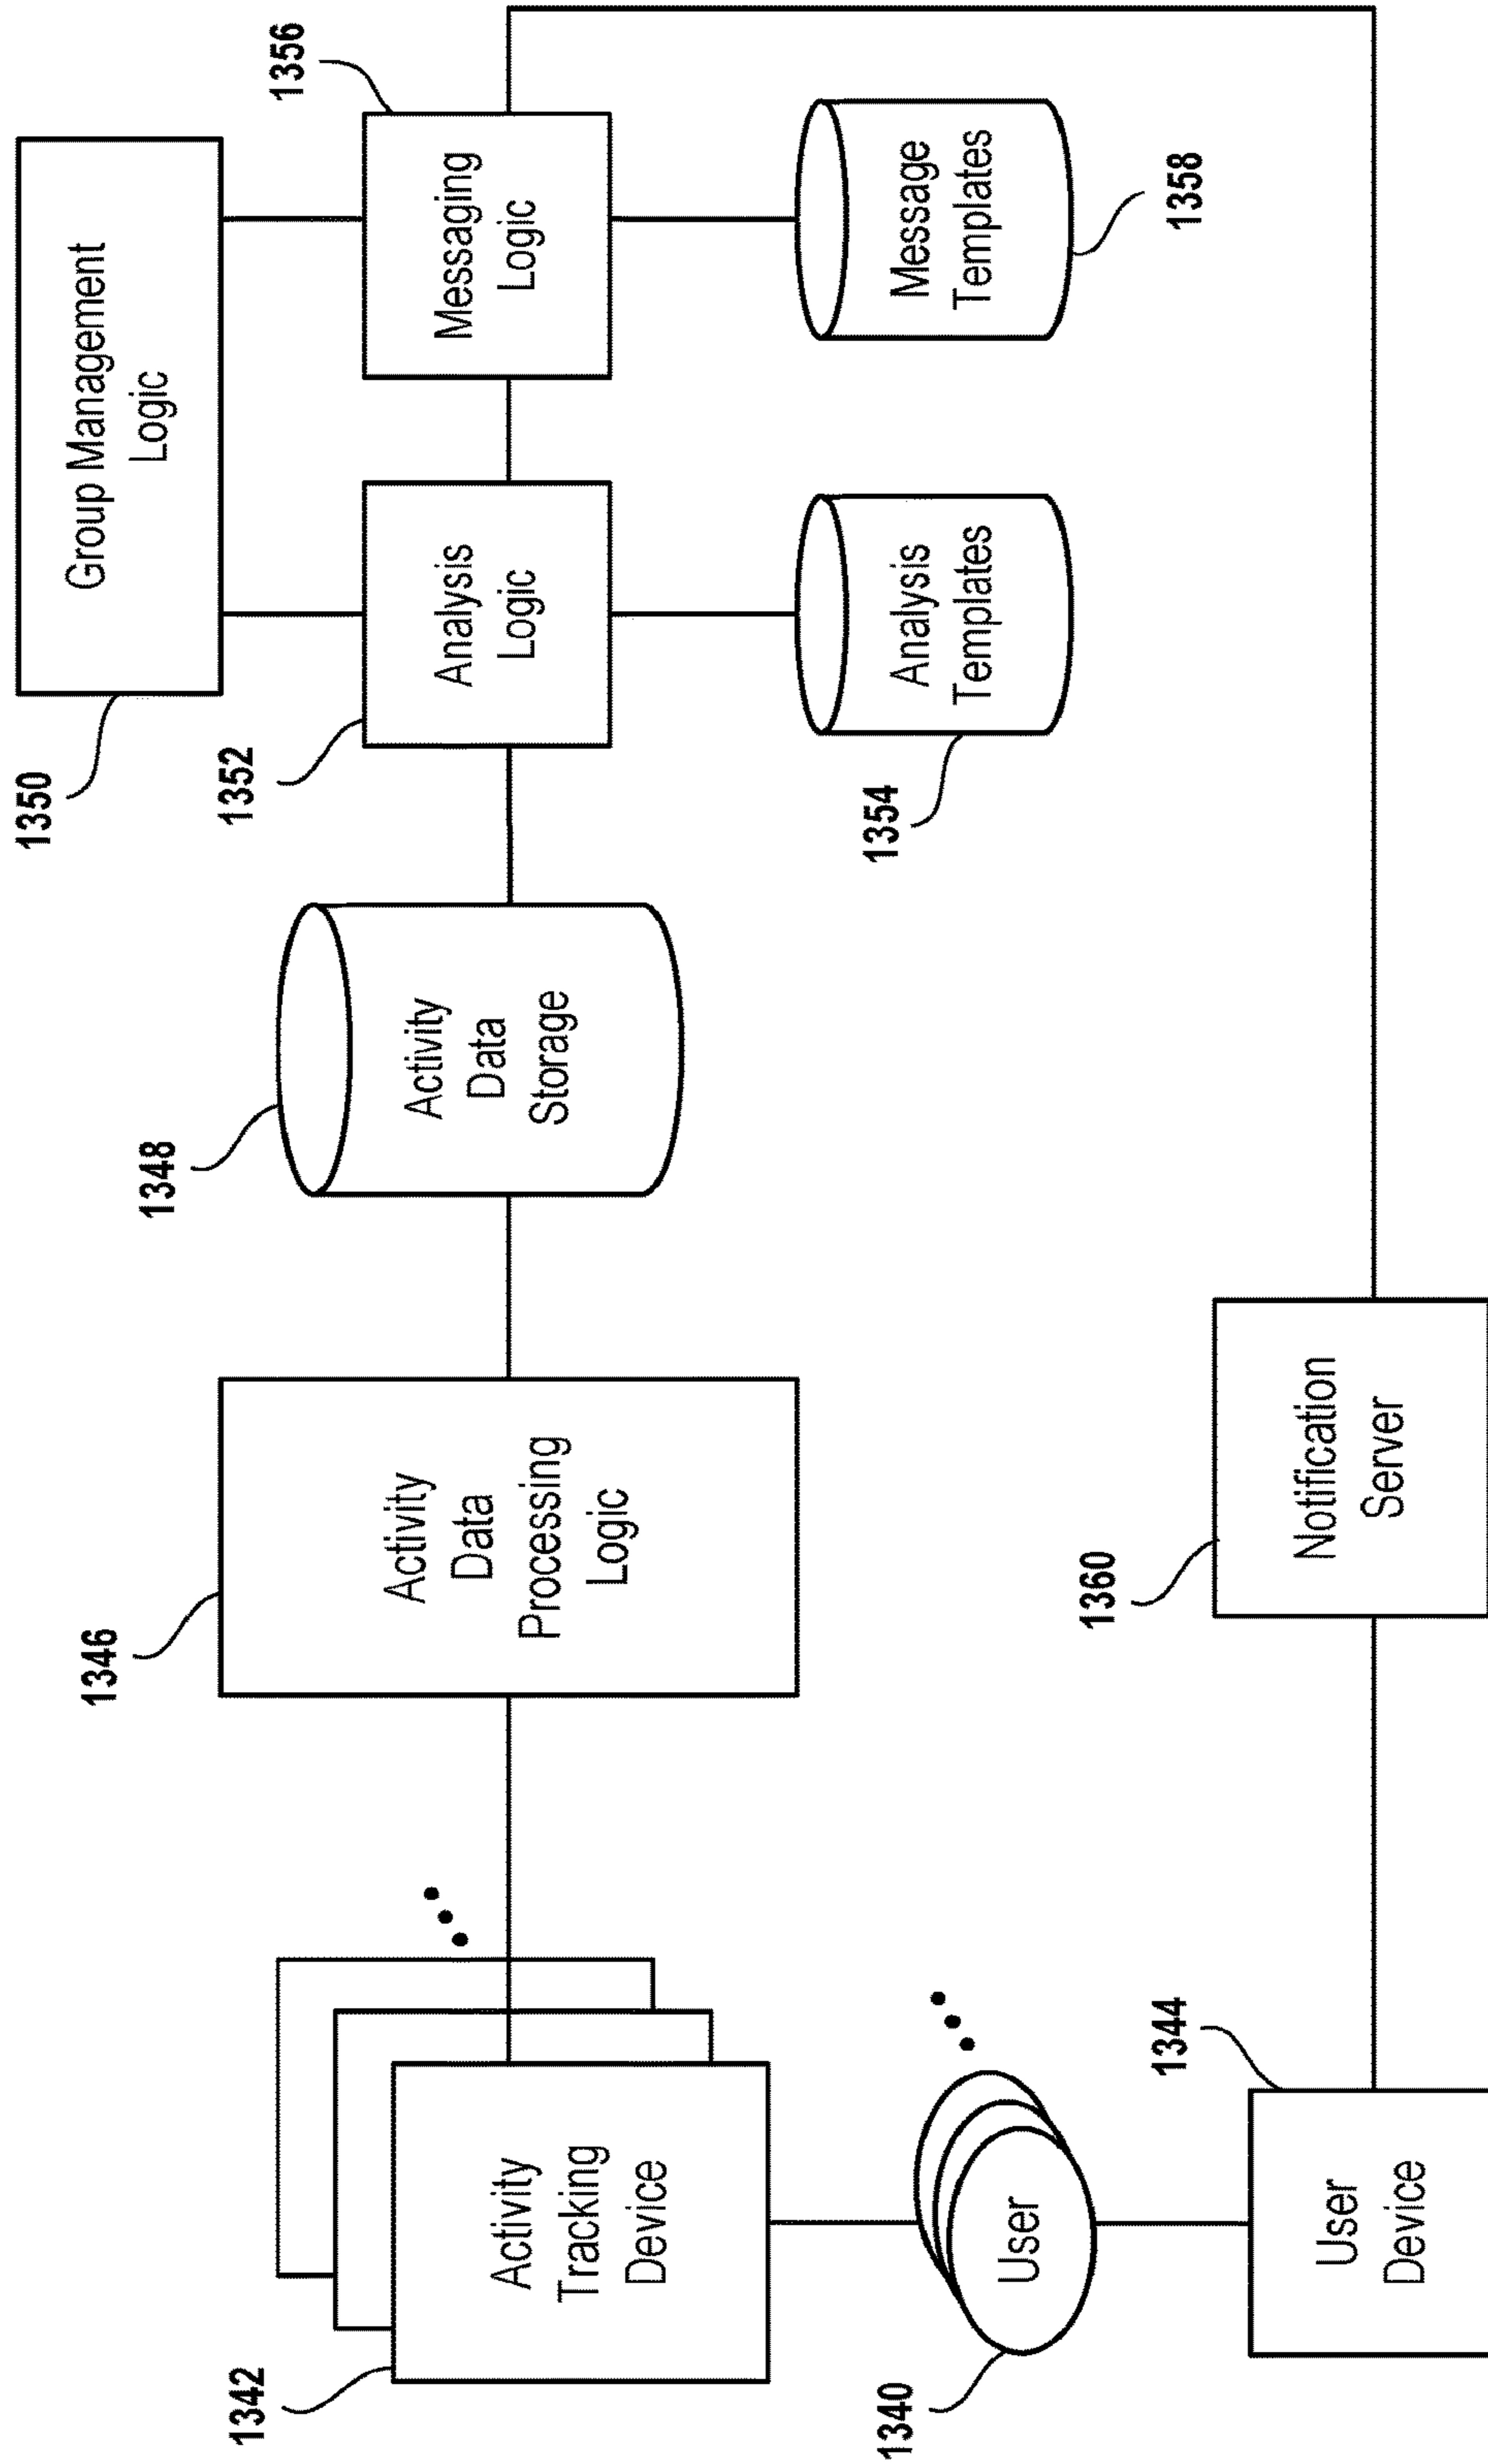 1350
Group Management
Logic
1356
1352
Analysis
Logic
Messaging
Logic
1348
Activity
Data
Storage
1346
Activity
Data
Processing
Logic
1342
Activity
Tracking
Device
1354
Analysis
Templates
Message
Templates
1358
1340
User
1344
User
Device
1360
Notification
Server